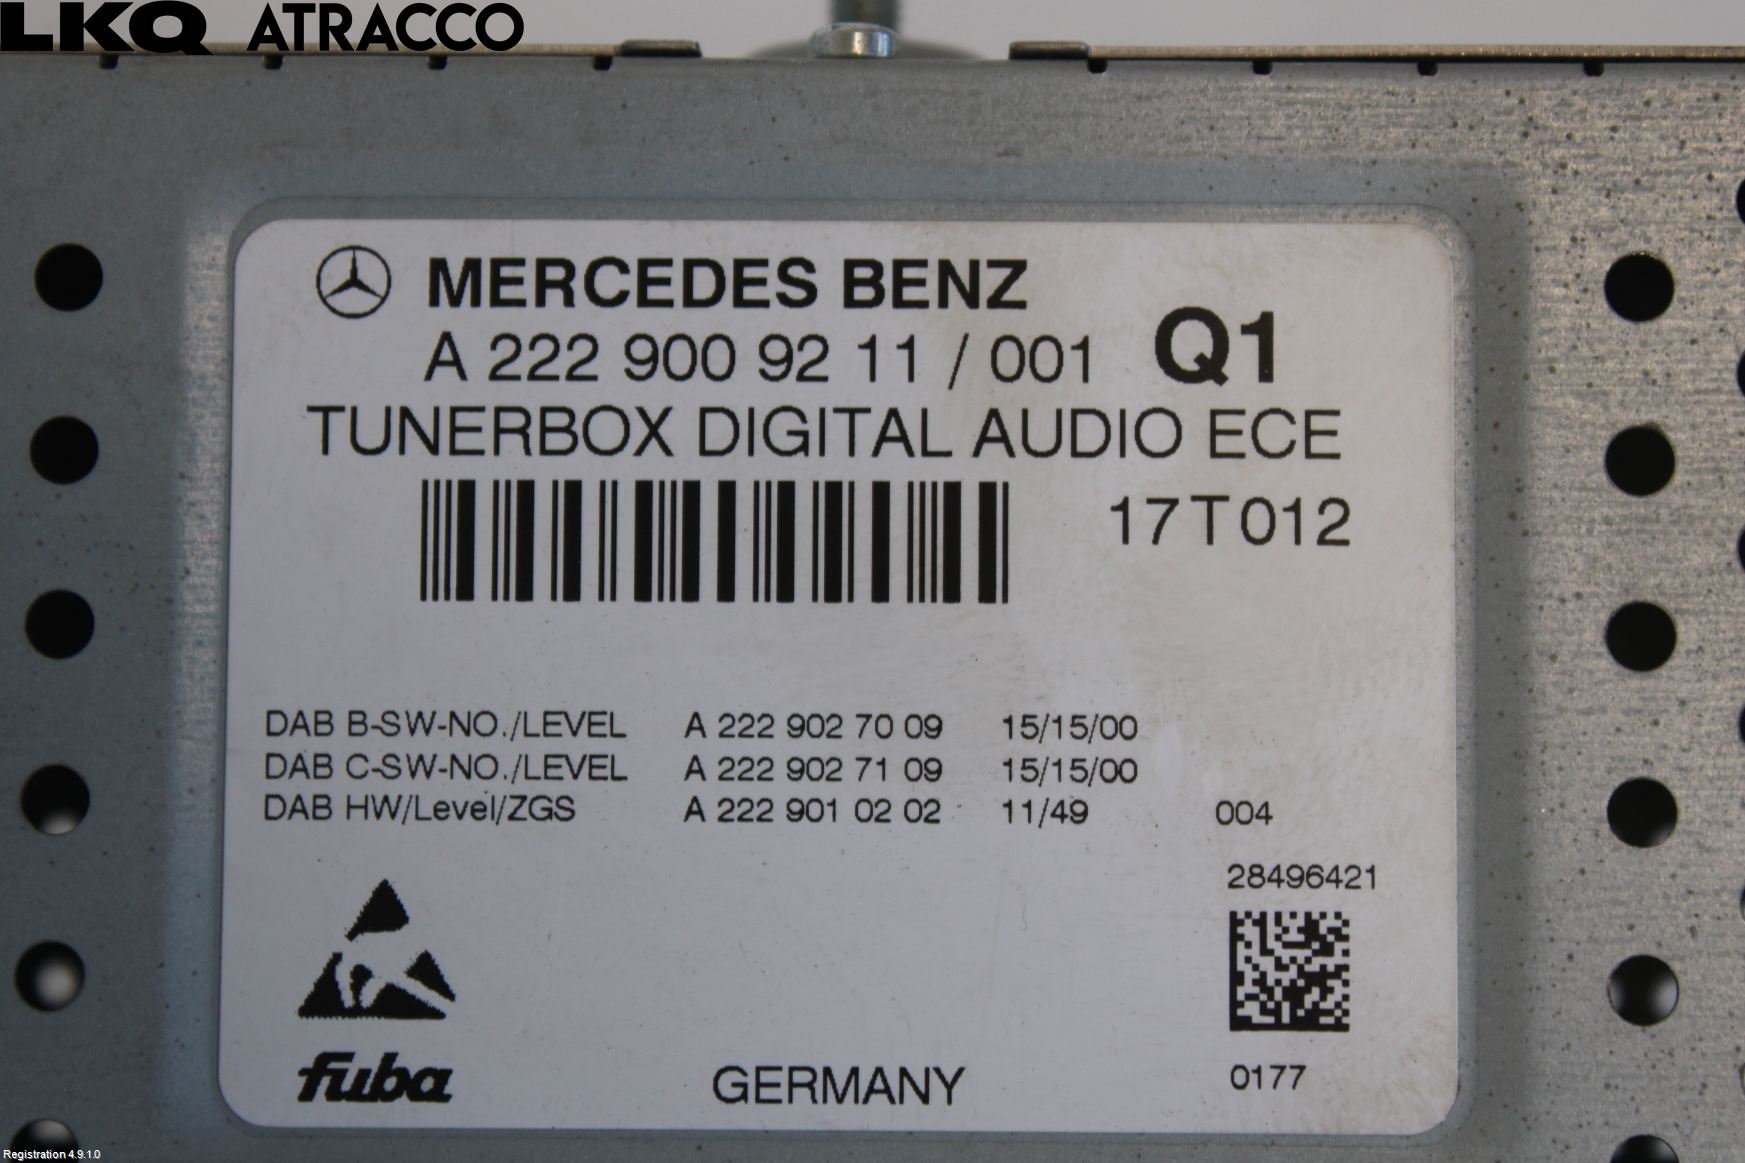 LKQ ATRACCO
MERCEDES BENZ
A 222 900 92 11 / 001 Q1
TUNERBOX DIGITAL AUDIO ECE
17T012
DAB B-SW-NO./LEVEL A 222 902 70 09 15/15/00
DAB C-SW-NO./LEVEL A 222 902 71 09 15/15/00
DAB HW/Level/ZGS A 222 901 02 02 11/49 004
28496421
fuba GERMANY 0177
Registration 4.9.1.0